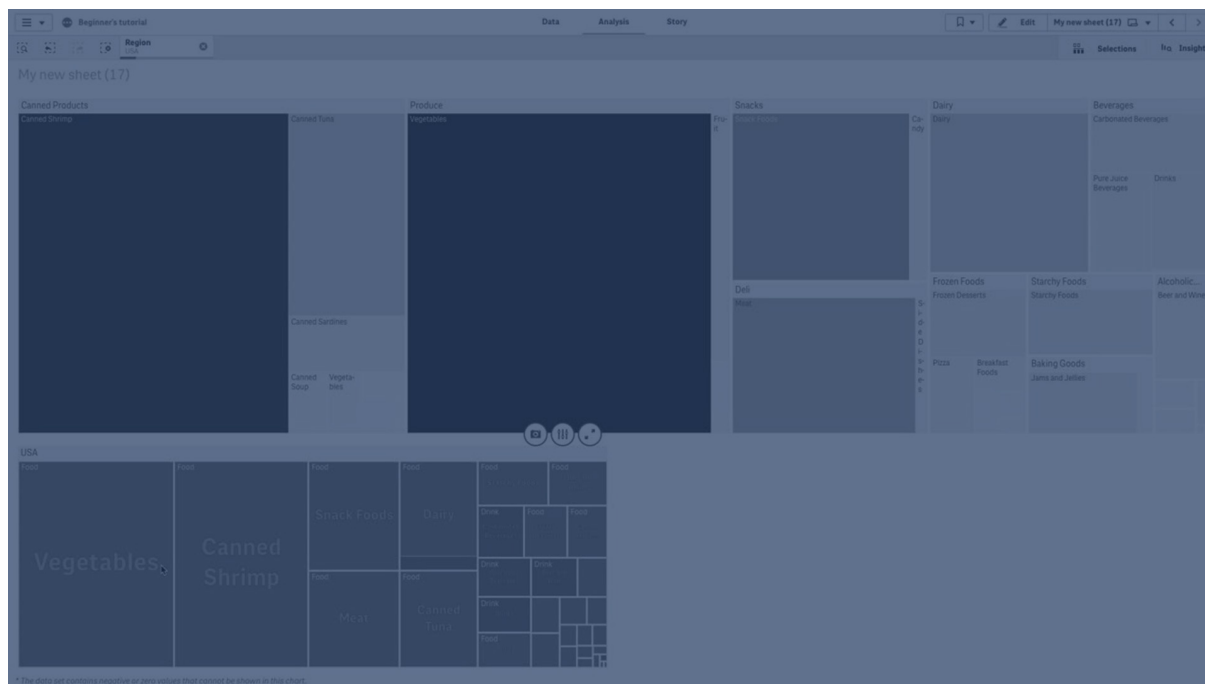 Beginner's tutorial
Data
Analysis
Story
Edit
My new sheet (17)
Region
USA
Selections
Insight
My new sheet (17)
Canned Products
Produce
Snacks
Dairy
Beverages
Canned Shrimp
Canned Tuna
Vegetables
Fru-
it
Snack Foods
Ca-
ndy
Dairy
Carbonated Beverages
Pure Juice
Beverages
Drinks
Frozen Foods
Starchy Foods
Alcoholic...
Deli
Frozen Desserts
Starchy Foods
Beer and Wine
Meat
Canned Sardines
Pizza
Breakfast
Foods
Baking Goods
Jams and Jellies
Canned
Soup
Vegeta-
bles
USA
Food
Food
Food
Food
Food
Food
Vegetables
Canned
Shrimp
Snack Foods
Dairy
Drink
Food
Food
Drink
Drink
Food
Food
Meat
Canned
Tuna
Drink
Food
* The data set contains negative or zero values that cannot be shown in this chart.